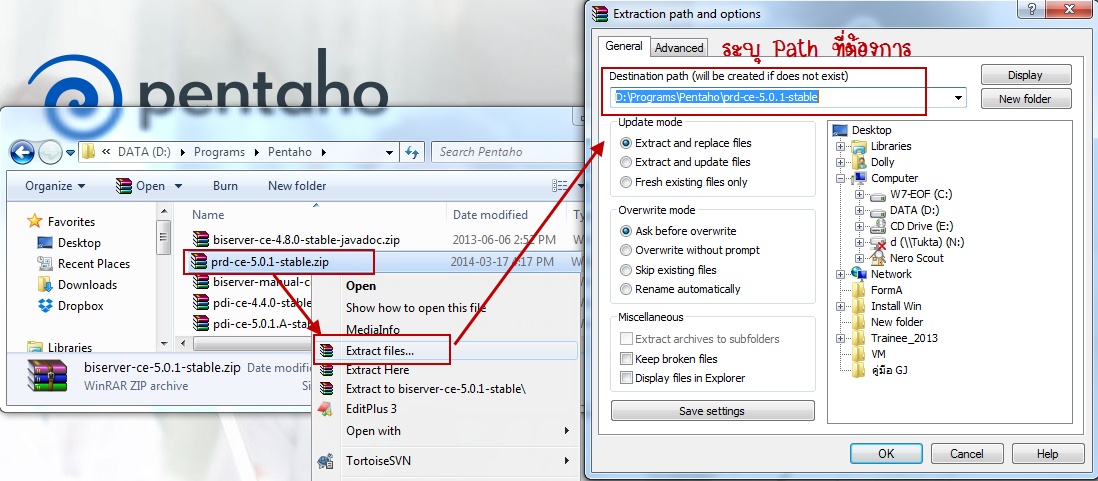 pentaho
DATA (D:) Programs Pentaho
Search Pentaho
Organize Open Burn New folder
Name Date modified
Favorites
Desktop
Recent Places
Downloads
Dropbox
Libraries
biserver-ce-4.8.0-stable-javadoc.zip 2013-06-06 2:52 PM
prd-ce-5.0.1-stable.zip 2014-03-17 4:17 PM
biserver-manual-c
pdi-ce-4.4.0-stab
pdi-ce-5.0.1.A-sta
biserver-ce-5.0.1-stable.zip Date modifi
WinRAR ZIP archive
Open
Show how to open this file
MediaInfo
Extract files...
Extract Here
Extract to biserver-ce-5.0.1-stable\
EditPlus 3
Open with
TortoiseSVN
Extraction path and options
General Advanced
ระบุ Path ที่ต้องการ
Destination path (will be created if does not exist)
D:\Programs\Pentaho\prd-ce-5.0.1-stable
Display
New folder
Update mode
Extract and replace files
Extract and update files
Fresh existing files only
Overwrite mode
Ask before overwrite
Overwrite without prompt
Skip existing files
Rename automatically
Miscellaneous
Extract archives to subfolders
Keep broken files
Display files in Explorer
Save settings
Desktop
Libraries
Dolly
Computer
W7-EOF (C:)
DATA (D:)
CD Drive (E:)
d (\\Tukta) (N:)
Nero Scout
Network
FormA
Install Win
New folder
Trainee_2013
VM
คู่มือ GJ
OK Cancel Help